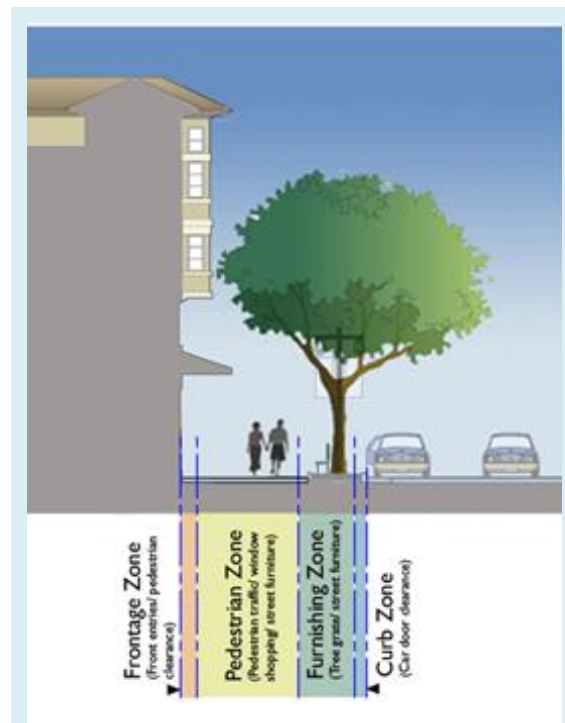 Frontage Zone
(Front entries/ pedestrian
clearance)
Pedestrian Zone
(Pedestrian traffic/ window
shopping/ street furniture)
Furnishing Zone
(Tree grate/ street furniture)
Curb Zone
(Car door clearance)